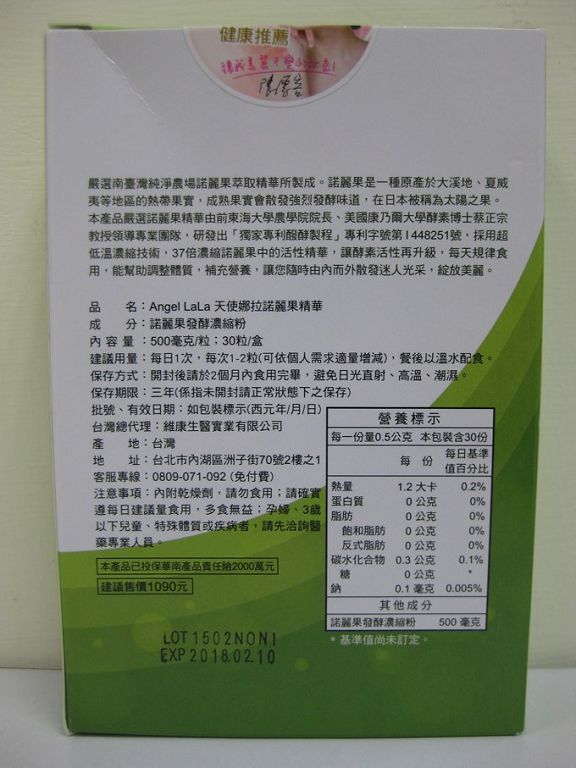 健康推薦
嚴選南臺灣純淨農場諾麗果萃取精華所製成。諾麗果是一種原產於大溪地、夏威
夷等地區的熱帶果實，成熟果實會散發強烈發酵味道，在日本被稱為太陽之果。
本產品嚴選諾麗果精華由前東海大學農學院院長、美國康乃爾大學酵素博士蔡正宗
教授領導專業團隊，研發出「獨家專利醱酵製程」專利字號第I448251號，採用超
低溫濃縮技術，37倍濃縮諾麗果中的活性精華，讓酵素活性再升級，每天規律食
用，能幫助調整體質，補充營養，讓您隨時由內而外散發迷人光采，綻放美麗。
品　　名：Angel LaLa 天使娜拉諾麗果精華
成　　分：諾麗果發酵濃縮粉
內 容 量：500毫克/粒；30粒/盒
建議用量：每日1次，每次1-2粒(可依個人需求適量增減)，餐後以溫水配食。
保存方式：開封後請於2個月內食用完畢，避免日光直射、高溫、潮濕。
保存期限：三年(係指未開封請正常狀態下之保存)
批號、有效日期：如包裝標示(西元年/月/日)
台灣總代理：維康生醫實業有限公司
產　　地：台灣
地　　址：台北市內湖區洲子街70號2樓之1
客服專線：0809-071-092 (免付費)
注意事項：內附乾燥劑，請勿食用；請確實
遵每日建議量食用，多食無益；孕婦、3歲
以下兒童、特殊體質或疾病者，請先洽詢醫
藥專業人員。
本產品已投保華南產品責任險2000萬元
建議售價1090元
LOT1502NONI
EXP2018.02.10
營養標示
每一份量0.5公克 本包裝含30份
每 份 每日基準值百分比
熱量 1.2 大卡 0.2%
蛋白質 0 公克 0%
脂肪 0 公克 0%
飽和脂肪 0 公克 0%
反式脂肪 0 公克 0%
碳水化合物 0.3 公克 0.1%
糖 0 公克 *
鈉 0.1 毫克 0.005%
其他成分
諾麗果發酵濃縮粉 500 毫克
* 基準值尚未訂定。